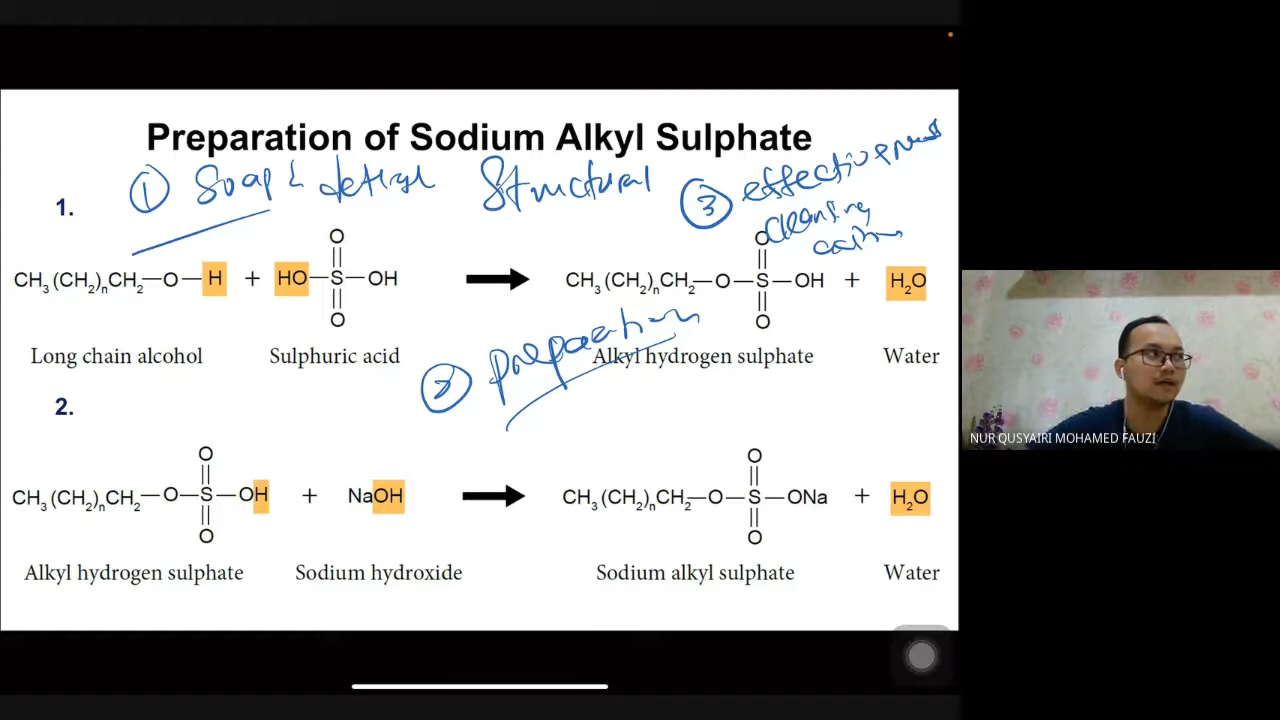 Preparation of Sodium Alkyl Sulphate
① Soap & Structural
③ effectiveness
cleansing
1.
CH₃(CH₂)ₙCH₂—O—H + HO—S—OH → CH₃(CH₂)ₙCH₂—O—S—OH + H₂O
O O
O O
Long chain alcohol Sulphuric acid Alkyl hydrogen sulphate Water
② preparation
2.
O O
CH₃(CH₂)ₙCH₂—O—S—OH + NaOH → CH₃(CH₂)ₙCH₂—O—S—ONa + H₂O
O O
Alkyl hydrogen sulphate Sodium hydroxide Sodium alkyl sulphate Water
NUR QUSYAIRI MOHAMED FAUZI